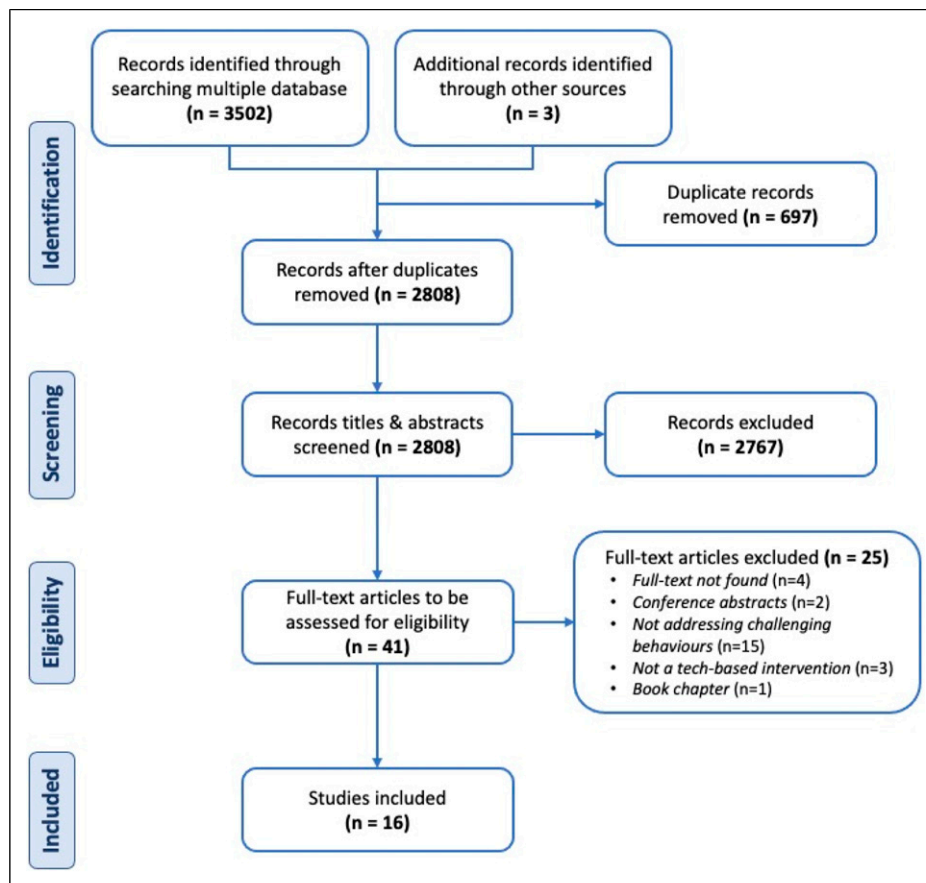 Records identified through
searching multiple database
(n = 3502)
Additional records identified
through other sources
(n = 3)
Identification
Duplicate records
removed (n = 697)
Records after duplicates
removed (n = 2808)
Screening
Records titles & abstracts
screened (n = 2808)
Records excluded
(n = 2767)
Eligibility
Full-text articles to be
assessed for eligibility
(n = 41)
Full-text articles excluded (n = 25)
• Full-text not found (n=4)
• Conference abstracts (n=2)
• Not addressing challenging
behaviours (n=15)
• Not a tech-based intervention (n=3)
• Book chapter (n=1)
Included
Studies included
(n = 16)